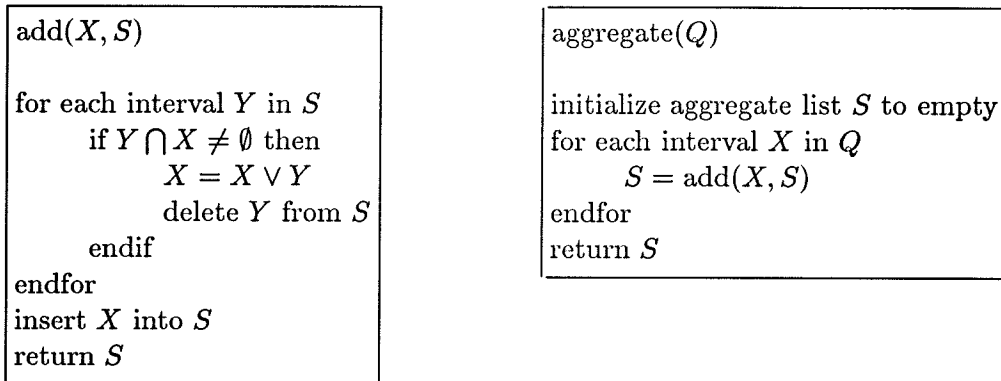 add(X, S)
for each interval Y in S
if Y ⋂ X ≠ ∅ then
X = X ∨ Y
delete Y from S
endif
endfor
insert X into S
return S
aggregate(Q)
initialize aggregate list S to empty
for each interval X in Q
S = add(X, S)
endfor
return S